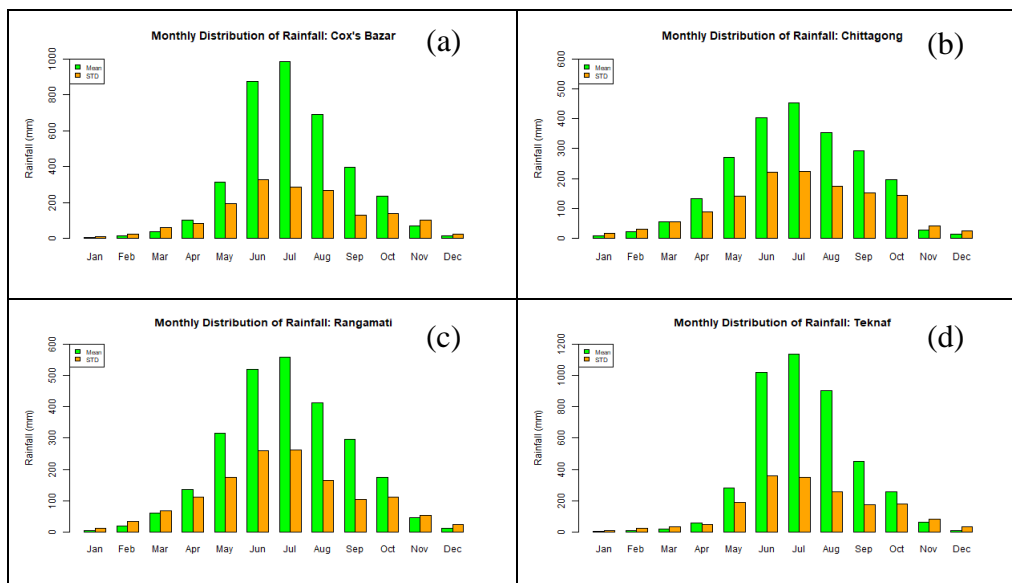 Monthly Distribution of Rainfall: Cox's Bazar
(a)
Mean
STD
Rainfall (mm)
1000
800
600
400
200
0
Jan Feb Mar Apr May Jun Jul Aug Sep Oct Nov Dec
Monthly Distribution of Rainfall: Chittagong
(b)
Mean
STD
Rainfall (mm)
600
500
400
300
200
100
0
Jan Feb Mar Apr May Jun Jul Aug Sep Oct Nov Dec
Monthly Distribution of Rainfall: Rangamati
(c)
Mean
STD
Rainfall (mm)
600
500
400
300
200
100
0
Jan Feb Mar Apr May Jun Jul Aug Sep Oct Nov Dec
Monthly Distribution of Rainfall: Teknaf
(d)
Mean
STD
Rainfall (mm)
1200
1000
800
600
400
200
0
Jan Feb Mar Apr May Jun Jul Aug Sep Oct Nov Dec